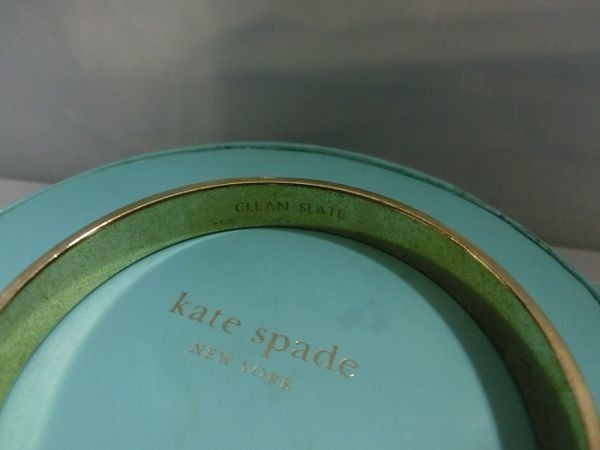 CLEAN SLATE
kate spade
NEW YORK